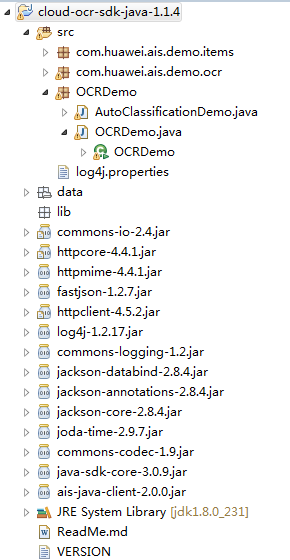 cloud-ocr-sdk-java-1.1.4
src
com.huawei.ais.demo.items
com.huawei.ais.demo.ocr
OCRDemo
AutoClassificationDemo.java
OCRDemo.java
OCRDemo
log4j.properties
data
lib
commons-io-2.4.jar
httpcore-4.4.1.jar
httpmime-4.4.1.jar
fastjson-1.2.7.jar
httpclient-4.5.2.jar
log4j-1.2.17.jar
commons-logging-1.2.jar
jackson-databind-2.8.4.jar
jackson-annotations-2.8.4.jar
jackson-core-2.8.4.jar
joda-time-2.9.7.jar
commons-codec-1.9.jar
java-sdk-core-3.0.9.jar
ais-java-client-2.0.0.jar
JRE System Library [jdk1.8.0_231]
ReadMe.md
VERSION